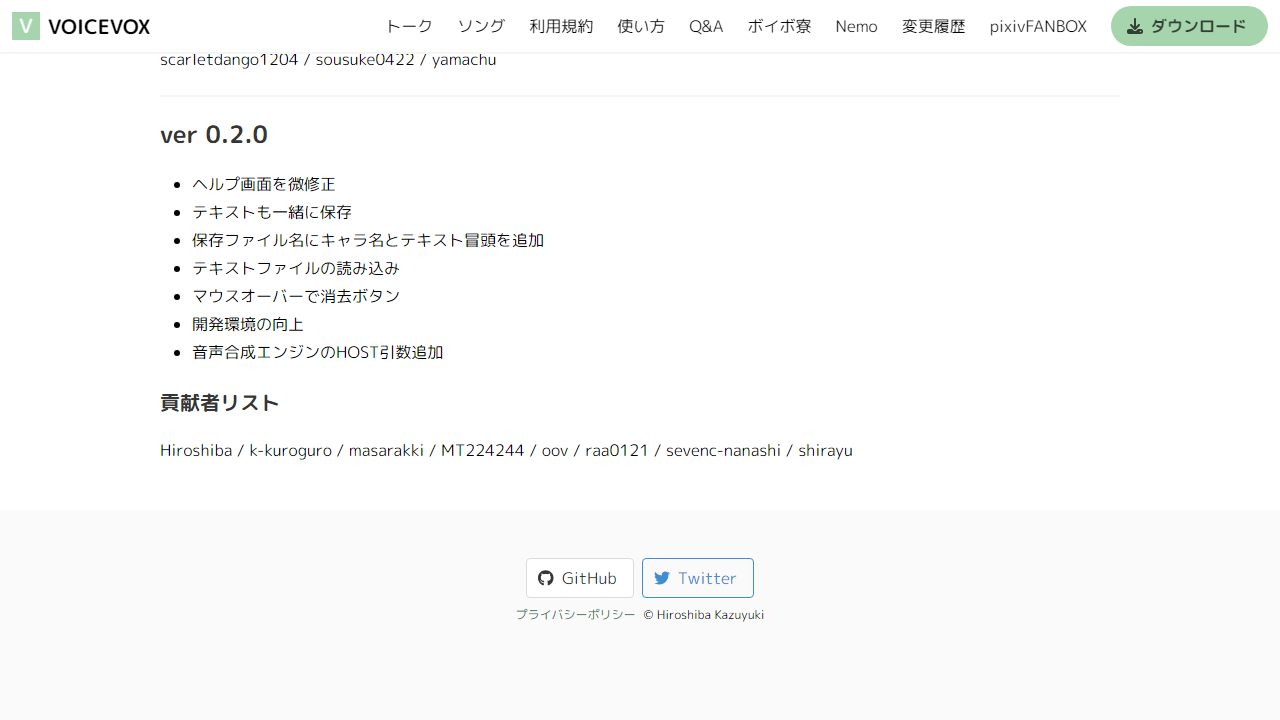 VOICEVOX
トーク ソング 利用規約 使い方 Q&A ボイボ寮 Nemo 変更履歴 pixivFANBOX ダウンロード
scarletdango1204 / sousuke0422 / yamachu
ver 0.2.0
ヘルプ画面を微修正
テキストも一緒に保存
保存ファイル名にキャラ名とテキスト冒頭を追加
テキストファイルの読み込み
マウスオーバーで消去ボタン
開発環境の向上
音声合成エンジンのHOST引数追加
貢献者リスト
Hiroshiba / k-kuroguro / masarakki / MT224244 / oov / raa0121 / sevenc-nanashi / shirayu
GitHub Twitter
プライバシーポリシー © Hiroshiba Kazuyuki